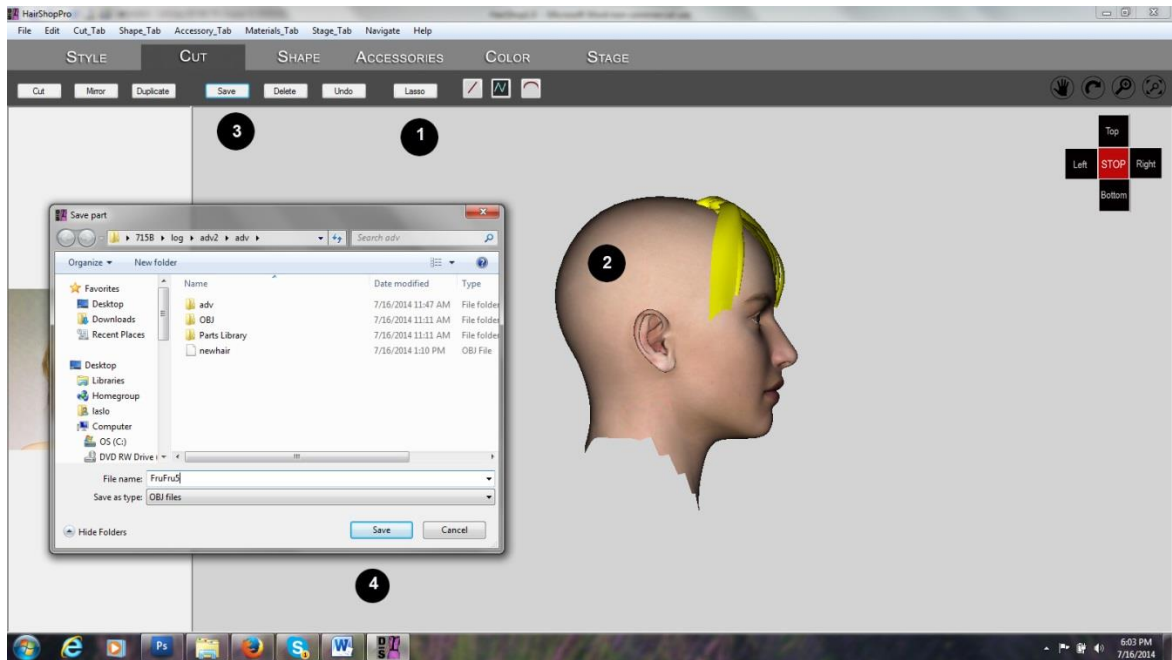 HairShopPro
File Edit Cut_Tab Shape_Tab Accessory_Tab Materials_Tab Stage_Tab Navigate Help
STYLE CUT SHAPE ACCESSORIES COLOR STAGE
Cut Mirror Duplicate Save Delete Undo Lasso
3 1
Top
Left STOP Right
Bottom
Save part
715B log adv2 adv Search adv
Organize New folder
Favorites
Desktop
Downloads
Recent Places
Desktop
Libraries
Homegroup
laslo
Computer
OS (C:)
DVD RW Drive
Name Date modified Type
adv 7/16/2014 11:47 AM File folder
OBJ 7/16/2014 11:11 AM File folder
Parts Library 7/16/2014 11:11 AM File folder
newhair 7/16/2014 1:10 PM OBJ File
File name: FruFru5
Save as type: OBJ files
Hide Folders Save Cancel
2
4
Ps
D
S
6:03 PM
7/16/2014